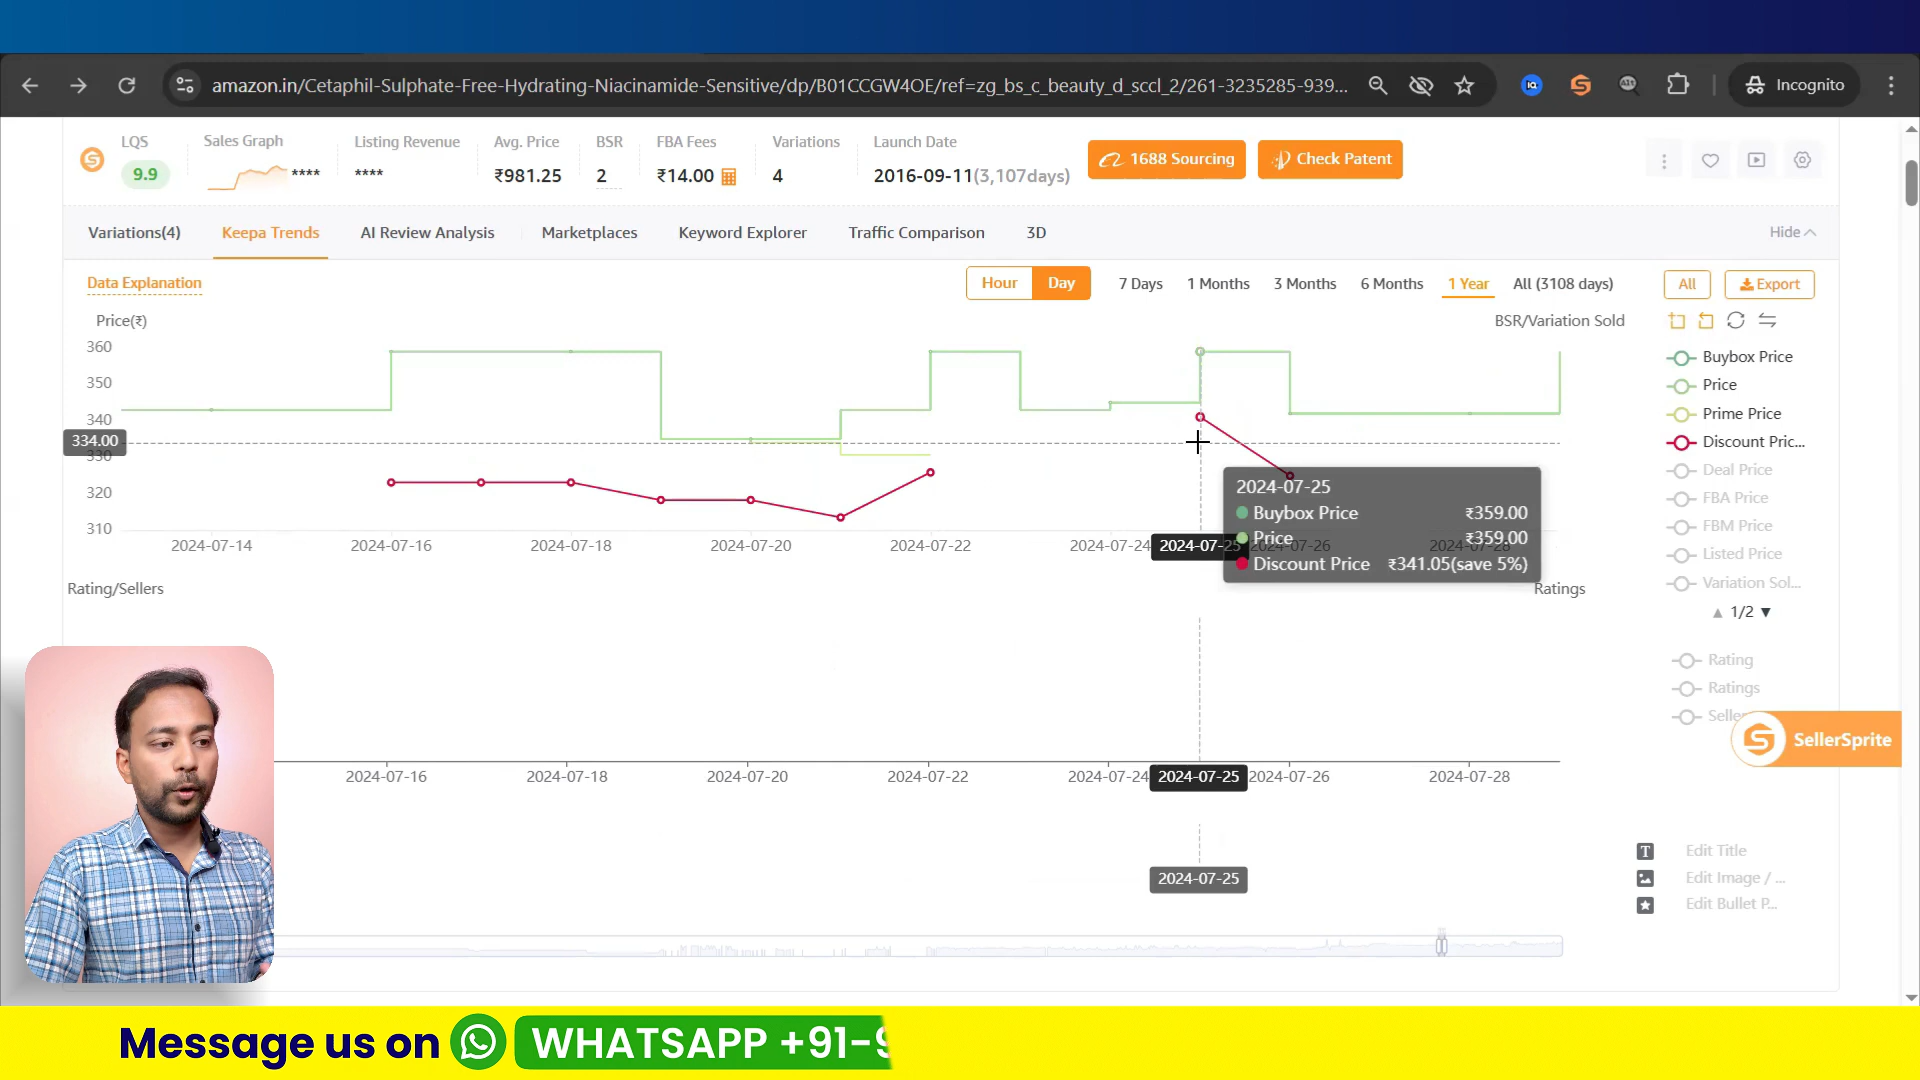 amazon.in/Cetaphil-Sulphate-Free-Hydrating-Niacinamide-Sensitive/dp/B01CCGW4OE/ref=zg_bs_c_beauty_d_sccl_2/261-3235285-939...
Incognito
LQS
Sales Graph
Listing Revenue
Avg. Price
BSR
FBA Fees
Variations
Launch Date
9.9
****
****
₹981.25
2
₹14.00
4
2016-09-11(3,107days)
1688 Sourcing
Check Patent
Variations(4)
Keepa Trends
AI Review Analysis
Marketplaces
Keyword Explorer
Traffic Comparison
3D
Hide
Data Explanation
Hour
Day
7 Days
1 Months
3 Months
6 Months
1 Year
All (3108 days)
All
Export
Price(₹)
BSR/Variation Sold
360
350
340
334.00
330
320
310
2024-07-14
2024-07-16
2024-07-18
2024-07-20
2024-07-22
2024-07-24
2024-07-25
2024-07-26
2024-07-28
2024-07-25
Buybox Price ₹359.00
Price ₹359.00
Discount Price ₹341.05(save 5%)
Buybox Price
Price
Prime Price
Discount Pric...
Deal Price
FBA Price
FBM Price
Listed Price
Variation Sol...
1/2
Rating/Sellers
Ratings
Rating
Ratings
Selle
SellerSprite
2024-07-16
2024-07-18
2024-07-20
2024-07-22
2024-07-24
2024-07-25
2024-07-26
2024-07-28
2024-07-25
Edit Title
Edit Image / ...
Edit Bullet P...
Message us on WHATSAPP +91-9